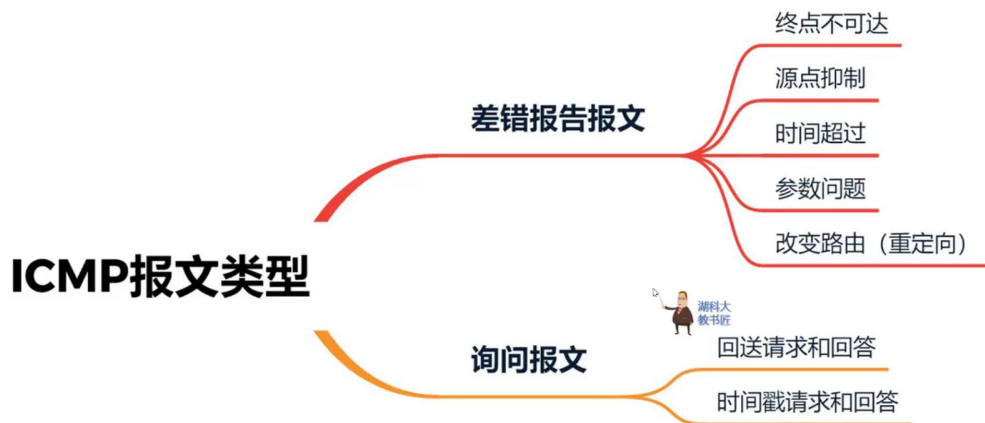 ICMP报文类型
差错报告报文
终点不可达
源点抑制
时间超过
参数问题
改变路由（重定向）
湖科大
教书匠
询问报文
回送请求和回答
时间戳请求和回答